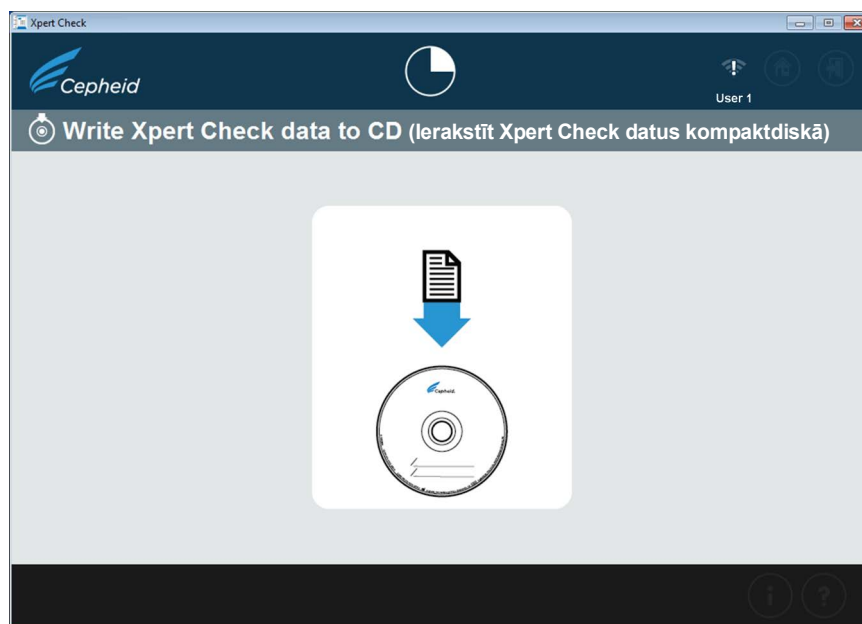 Xpert Check
Cepheid
User 1
Write Xpert Check data to CD (Ierakstīt Xpert Check datus kompaktdiskā)
Cepheid